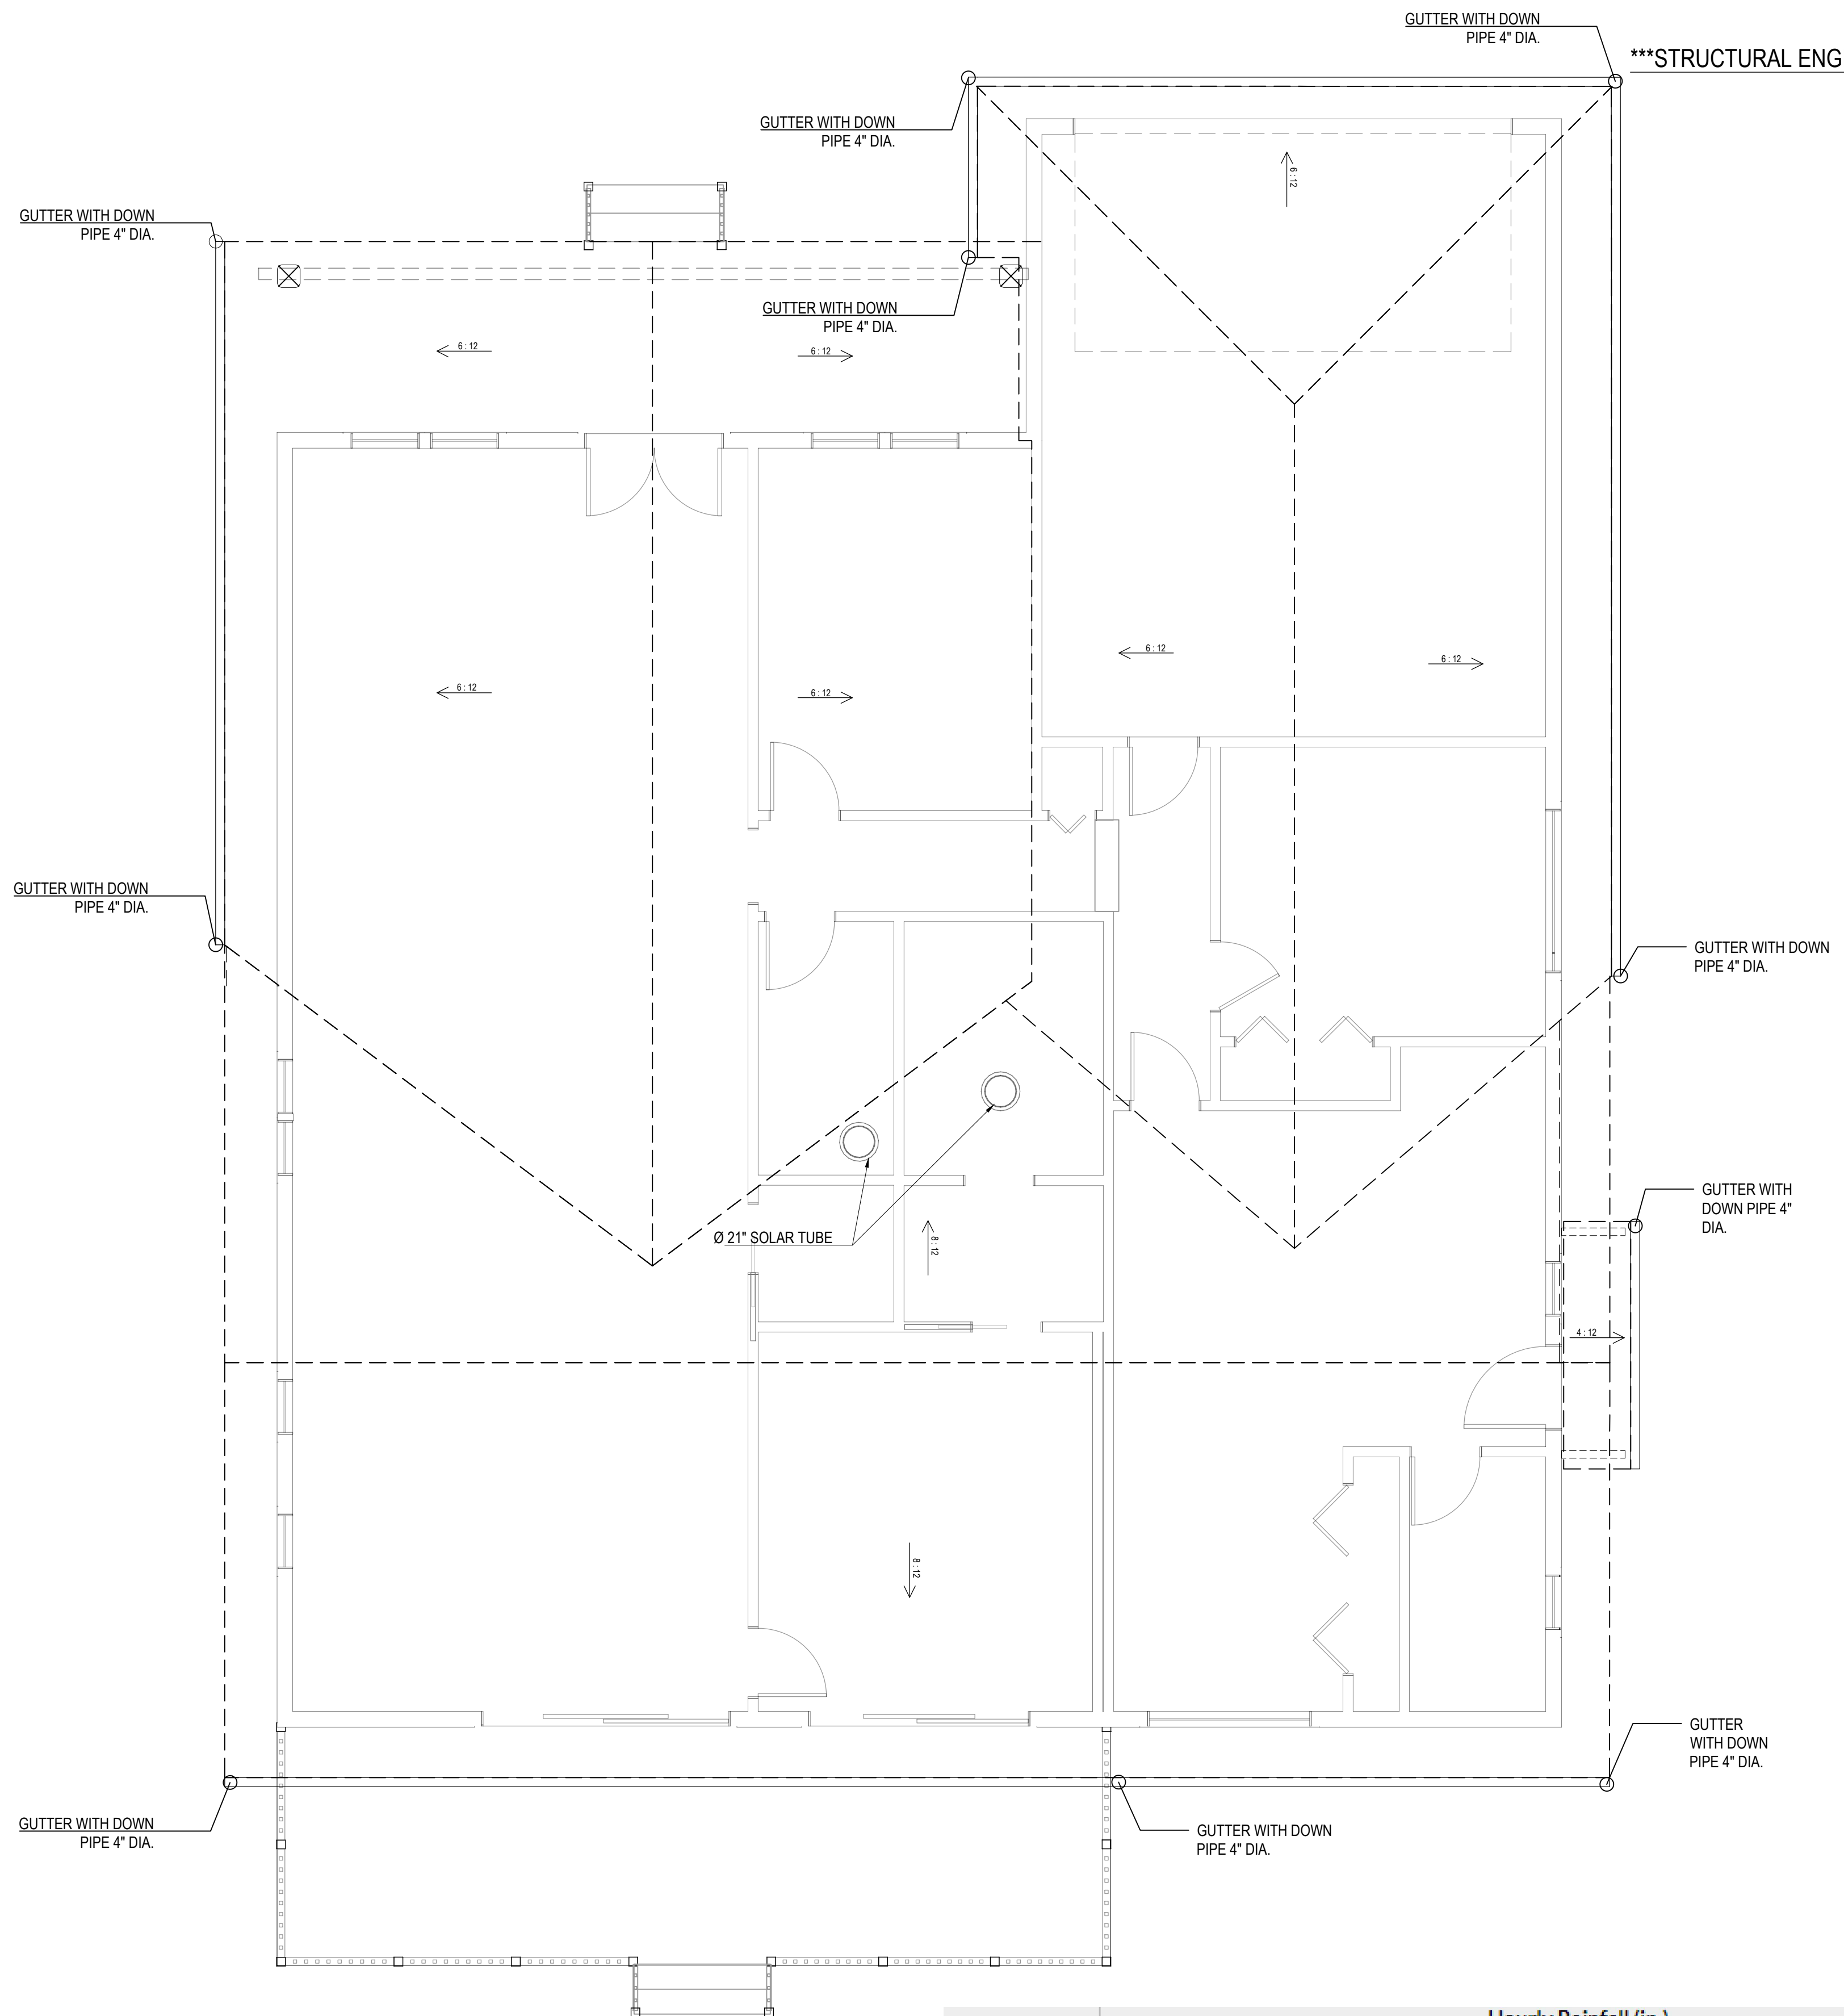 GUTTER WITH DOWN
PIPE 4" DIA.
***STRUCTURAL ENG
GUTTER WITH DOWN
PIPE 4" DIA.
GUTTER WITH DOWN
PIPE 4" DIA.
6 : 12
GUTTER WITH DOWN
PIPE 4" DIA.
6 : 12
6 : 12
6 : 12
6 : 12
6 : 12
6 : 12
GUTTER WITH DOWN
PIPE 4" DIA.
GUTTER WITH DOWN
PIPE 4" DIA.
GUTTER WITH
DOWN PIPE 4"
DIA.
Ø 21" SOLAR TUBE
8 : 12
4 : 12
8 : 12
GUTTER
WITH DOWN
PIPE 4" DIA.
GUTTER WITH DOWN
PIPE 4" DIA.
GUTTER WITH DOWN
PIPE 4" DIA.
Hourly Rainfall (in.)